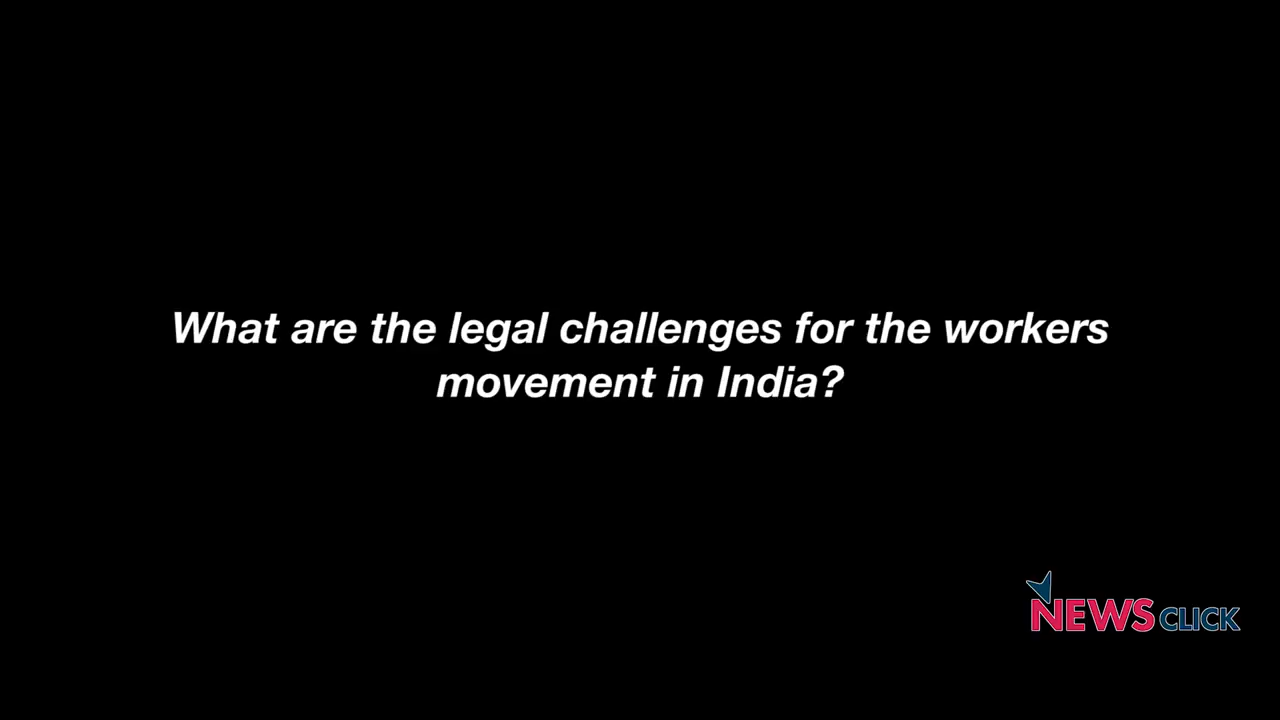 What are the legal challenges for the workers
movement in India?
NEWSCLICK